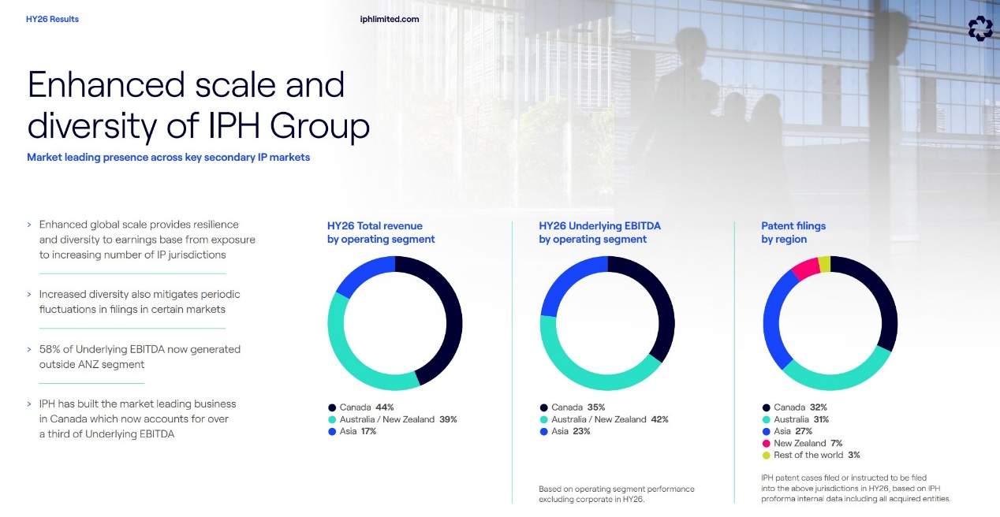 HY26 Results
iphlimited.com
Enhanced scale and
diversity of IPH Group
Market leading presence across key secondary IP markets
> Enhanced global scale provides resilience
and diversity to earnings base from exposure
to increasing number of IP jurisdictions
> Increased diversity also mitigates periodic
fluctuations in filings in certain markets
> 58% of Underlying EBITDA now generated
outside ANZ segment
> IPH has built the market leading business
in Canada which now accounts for over
a third of Underlying EBITDA
HY26 Total revenue
by operating segment
Canada 44%
Australia / New Zealand 39%
Asia 17%
HY26 Underlying EBITDA
by operating segment
Canada 35%
Australia / New Zealand 42%
Asia 23%
Based on operating segment performance
excluding corporate in HY26.
Patent filings
by region
Canada 32%
Australia 31%
Asia 27%
New Zealand 7%
Rest of the world 3%
IPH patent cases filed or instructed to be filed
into the above jurisdictions in HY26, based on IPH
proforma internal data including all acquired entities.